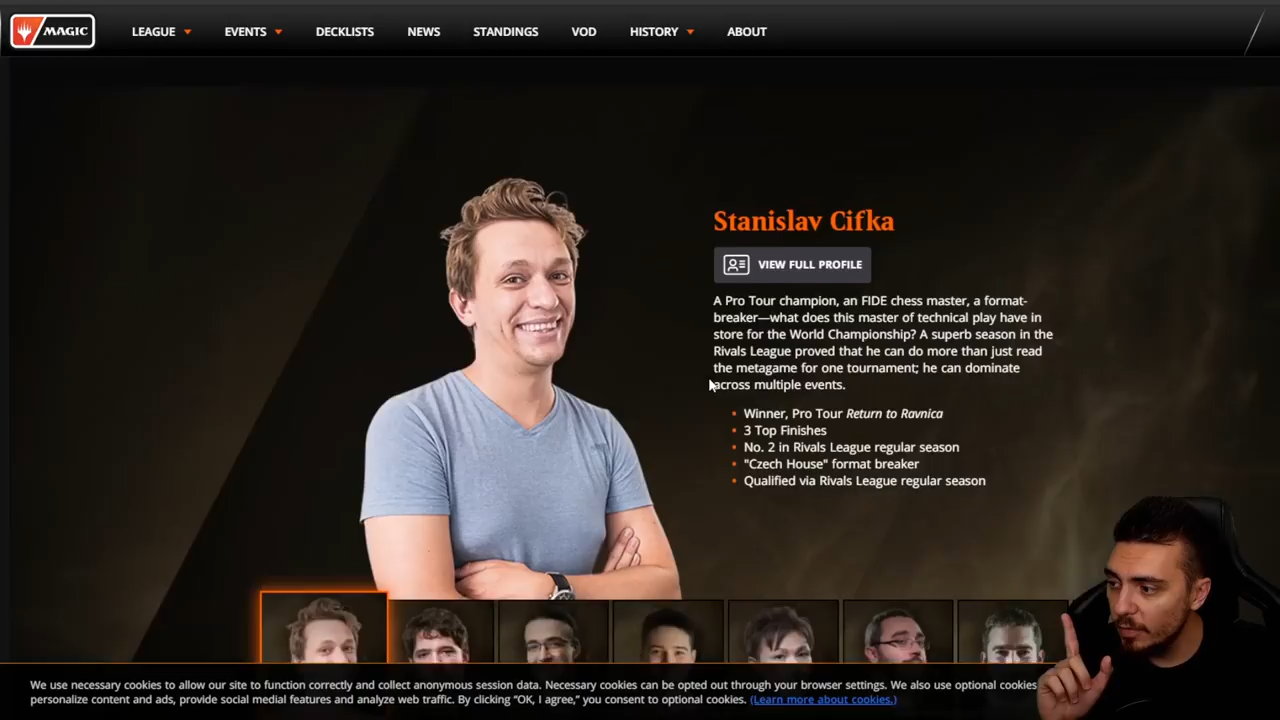 MAGIC
LEAGUE
EVENTS
DECKLISTS
NEWS
STANDINGS
VOD
HISTORY
ABOUT
Stanislav Cifka
VIEW FULL PROFILE
A Pro Tour champion, an FIDE chess master, a format-
breaker—what does this master of technical play have in
store for the World Championship? A superb season in the
Rivals League proved that he can do more than just read
the metagame for one tournament; he can dominate
across multiple events.
• Winner, Pro Tour Return to Ravnica
• 3 Top Finishes
• No. 2 in Rivals League regular season
• "Czech House" format breaker
• Qualified via Rivals League regular season
We use necessary cookies to allow our site to function correctly and collect anonymous session data. Necessary cookies can be opted out through your browser settings. We also use optional cookies
personalize content and ads, provide social medial features and analyze web traffic. By clicking "OK, I agree," you consent to optional cookies. (Learn more about cookies.)